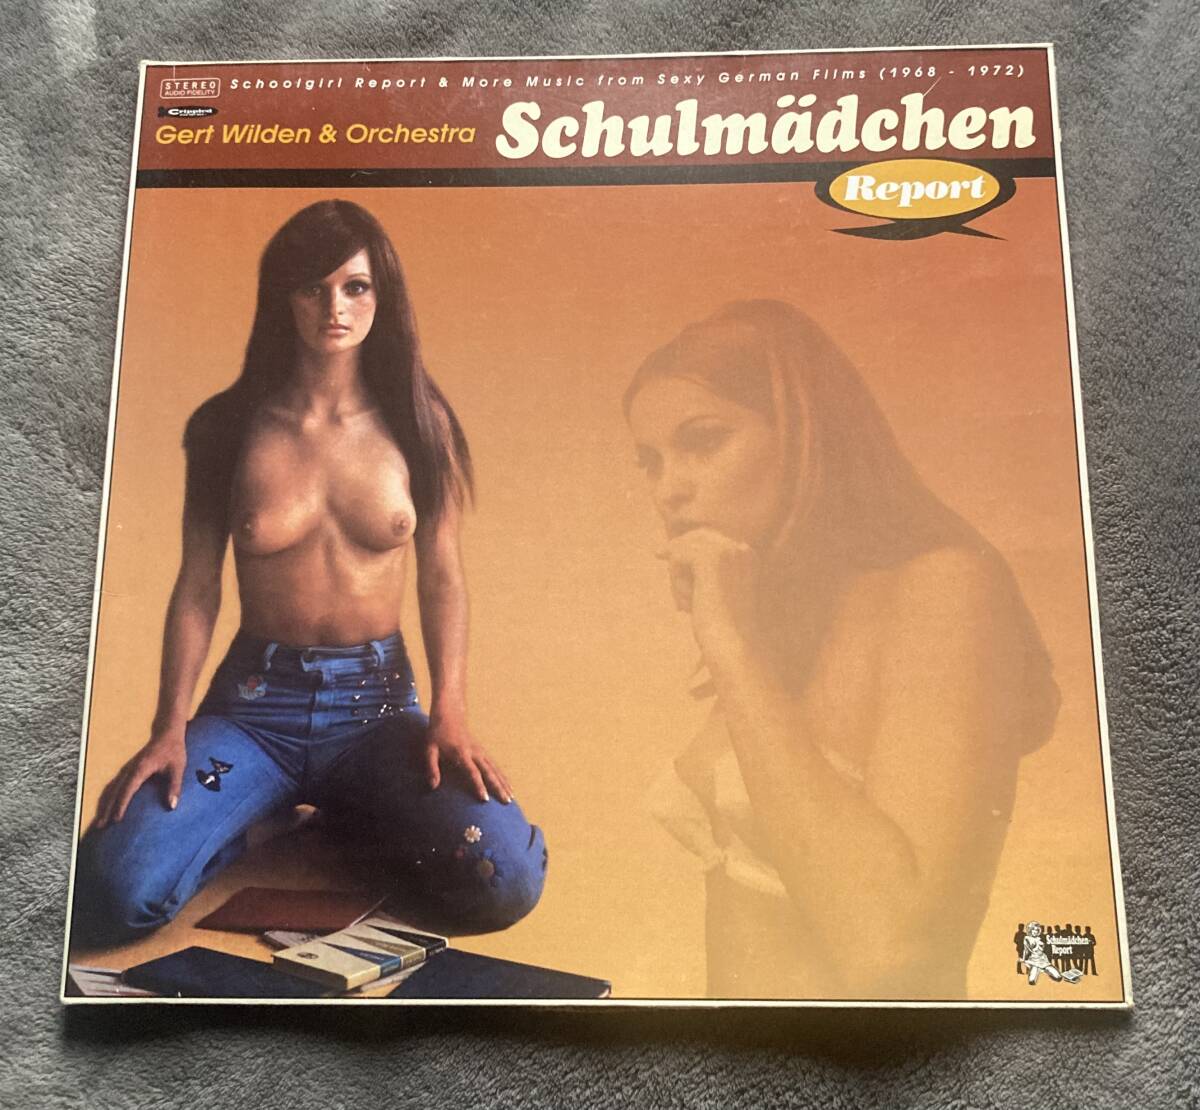 STEREO
AUDIO FIDELITY
Schoolgirl Report & More Music from Sexy German Films (1968 - 1972)
Crippled
Gert Wilden & Orchestra
Schulmädchen
Report
Schulmädchen-
Report